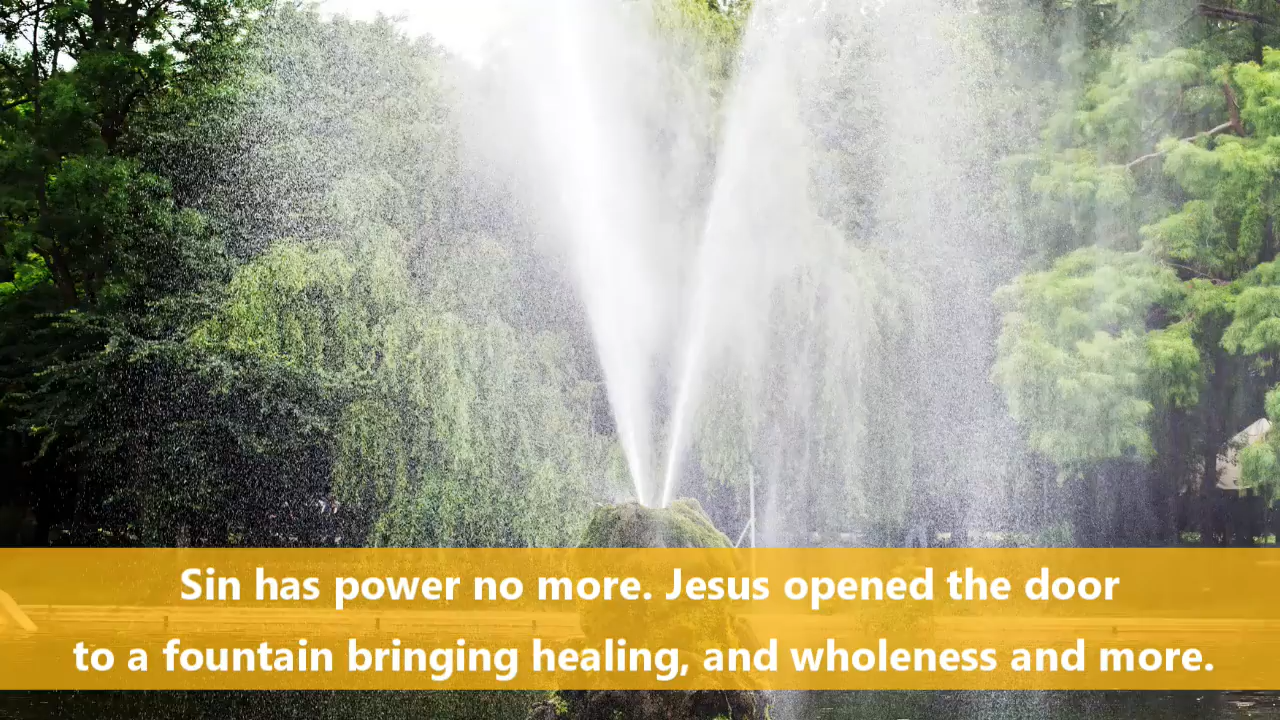 Sin has power no more. Jesus opened the door
to a fountain bringing healing, and wholeness and more.